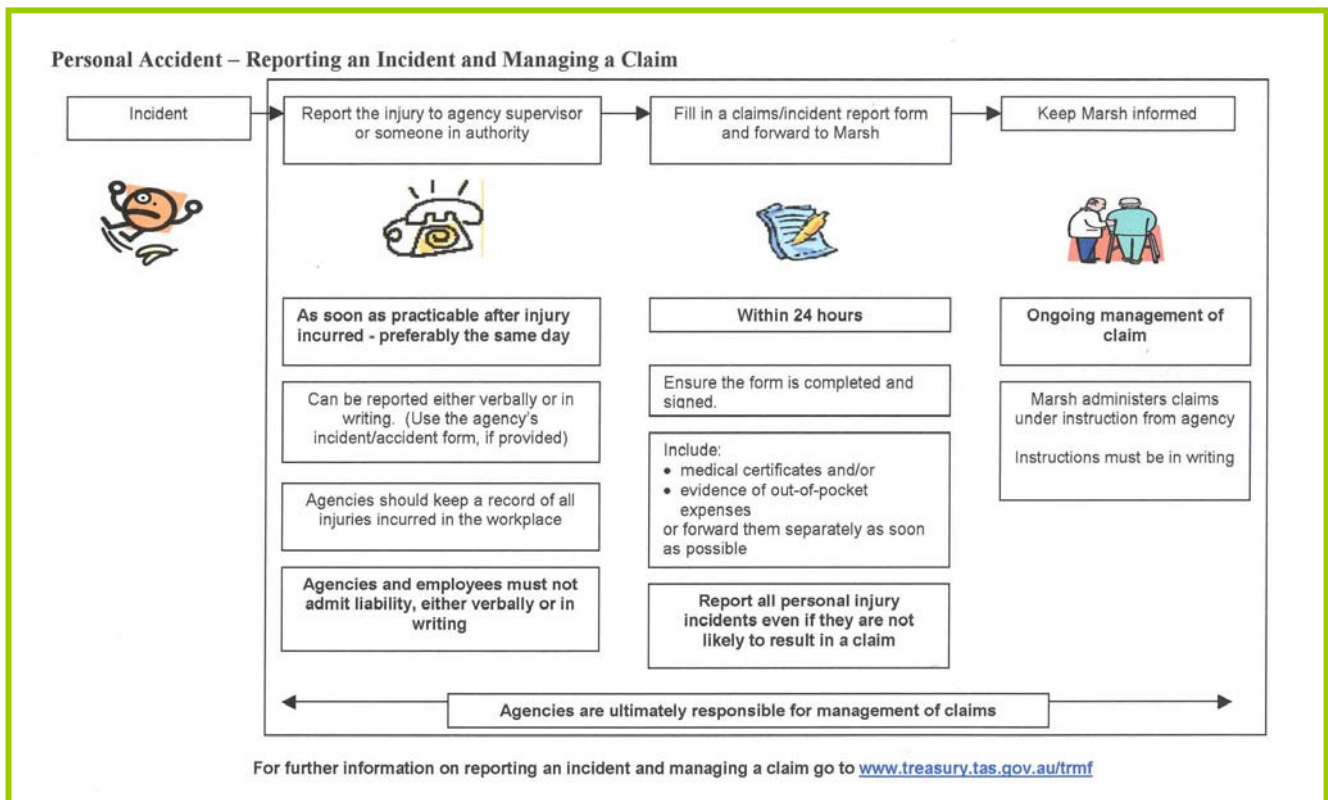 Personal Accident – Reporting an Incident and Managing a Claim
Incident
Report the injury to agency supervisor
or someone in authority
Fill in a claims/incident report form
and forward to Marsh
Keep Marsh informed
As soon as practicable after injury
incurred - preferably the same day
Can be reported either verbally or in
writing. (Use the agency's
incident/accident form, if provided)
Agencies should keep a record of all
injuries incurred in the workplace
Agencies and employees must not
admit liability, either verbally or in
writing
Within 24 hours
Ensure the form is completed and
signed.
Include:
• medical certificates and/or
• evidence of out-of-pocket
expenses
or forward them separately as soon
as possible
Report all personal injury
incidents even if they are not
likely to result in a claim
Ongoing management of
claim
Marsh administers claims
under instruction from agency
Instructions must be in writing
Agencies are ultimately responsible for management of claims
For further information on reporting an incident and managing a claim go to www.treasury.tas.gov.au/trmf